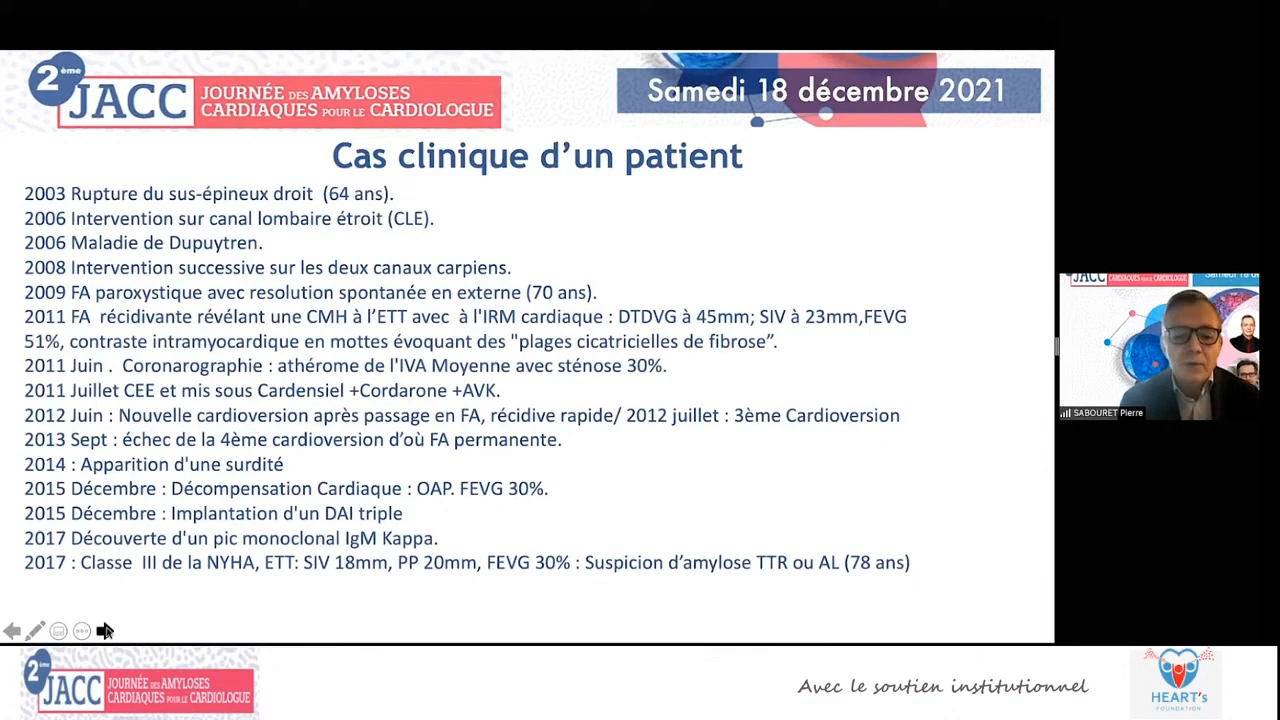 2ème
JACC JOURNÉE DES AMYLOSES
CARDIAQUES POUR LE CARDIOLOGUE
Samedi 18 décembre 2021
Cas clinique d’un patient
2003 Rupture du sus-épineux droit (64 ans).
2006 Intervention sur canal lombaire étroit (CLE).
2006 Maladie de Dupuytren.
2008 Intervention successive sur les deux canaux carpiens.
2009 FA paroxystique avec resolution spontanée en externe (70 ans).
2011 FA récidivante révélant une CMH à l’ETT avec à l'IRM cardiaque : DTDVG à 45mm; SIV à 23mm,FEVG
51%, contraste intramyocardique en mottes évoquant des "plages cicatricielles de fibrose”.
2011 Juin . Coronarographie : athérome de l'IVA Moyenne avec sténose 30%.
2011 Juillet CEE et mis sous Cardensiel +Cordarone +AVK.
2012 Juin : Nouvelle cardioversion après passage en FA, récidive rapide/ 2012 juillet : 3ème Cardioversion
2013 Sept : échec de la 4ème cardioversion d’où FA permanente.
2014 : Apparition d'une surdité
2015 Décembre : Décompensation Cardiaque : OAP. FEVG 30%.
2015 Décembre : Implantation d'un DAI triple
2017 Découverte d'un pic monoclonal IgM Kappa.
2017 : Classe III de la NYHA, ETT: SIV 18mm, PP 20mm, FEVG 30% : Suspicion d’amylose TTR ou AL (78 ans)
JACC
CARDIAQUES POUR LE CARDIOLOGUE
Samedi 18 d
SABOURET Pierre
2ème
JACC JOURNÉE DES AMYLOSES
CARDIAQUES POUR LE CARDIOLOGUE
Avec le soutien institutionnel
HEART's
FOUNDATION